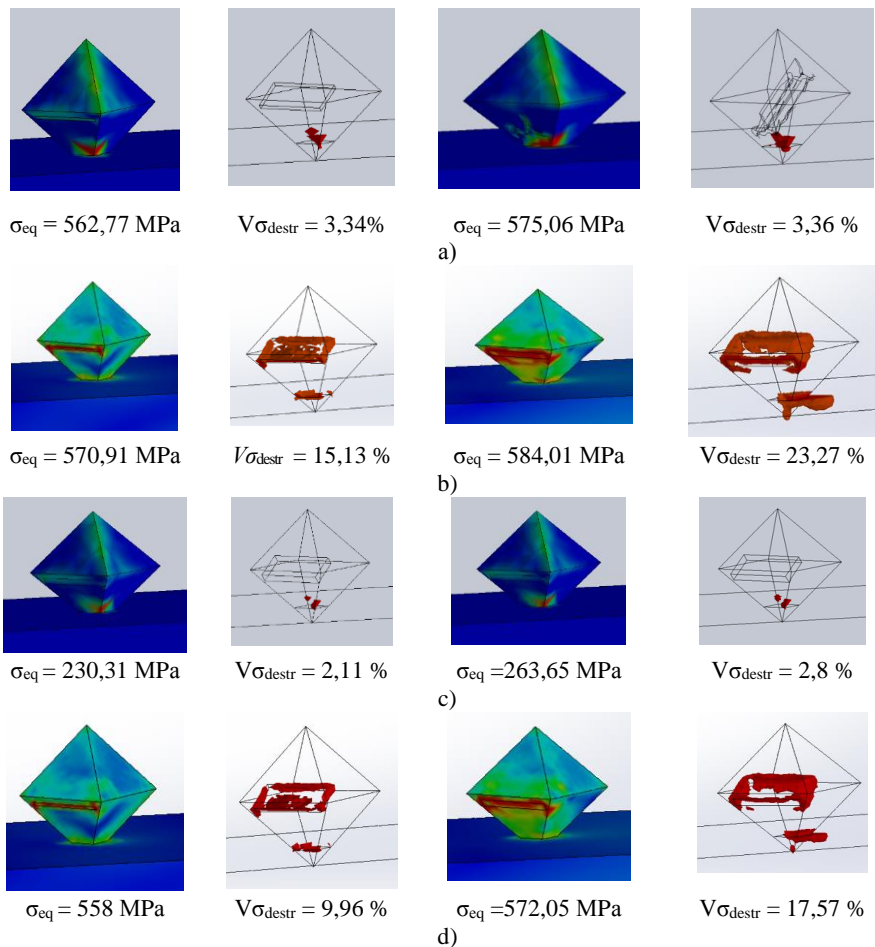 σeq = 562,77 MPa Vσdestr = 3,34% σeq = 575,06 MPa Vσdestr = 3,36 %
a)
σeq = 570,91 MPa Vσdestr = 15,13 % σeq = 584,01 MPa Vσdestr = 23,27 %
b)
σeq = 230,31 MPa Vσdestr = 2,11 % σeq =263,65 MPa Vσdestr = 2,8 %
c)
σeq = 558 MPa Vσdestr = 9,96 % σeq =572,05 MPa Vσdestr = 17,57 %
d)